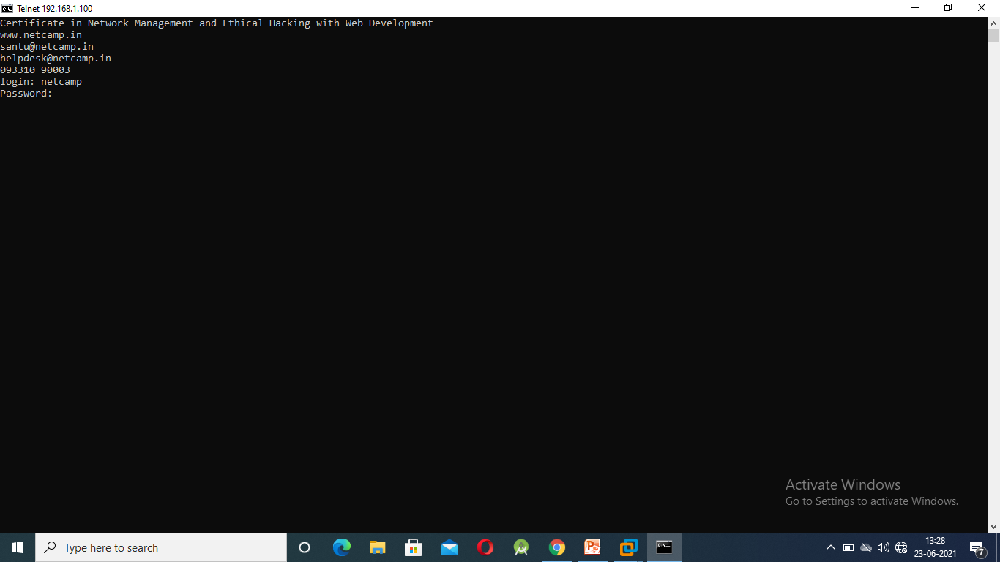 Telnet 192.168.1.100
Certificate in Network Management and Ethical Hacking with Web Development
www.netcamp.in
santu@netcamp.in
helpdesk@netcamp.in
093310 90003
login: netcamp
Password:
Activate Windows
Go to Settings to activate Windows.
Type here to search
13:28
23-06-2021
7